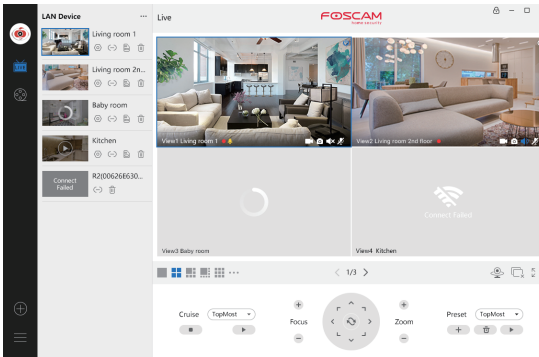 LAN Device
Live
FOSCAM
home security
Living room 1
Living room 2n...
Baby room
Kitchen
Connect
Failed
R2(00626E630...
LIVE
View1 Living room 1
View2 Living room 2nd floor
Connect Failed
View3 Baby room
View4 Kitchen
1/3
Cruise
TopMost
Focus
Zoom
Preset
TopMost